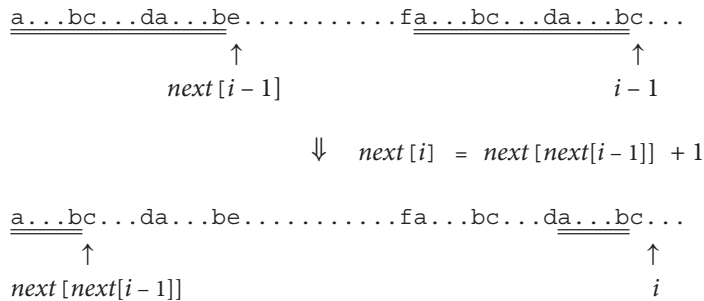 a...bc...da...be...........fa...bc...da...bc...
↑ ↑
next [i – 1] i – 1
⇓ next [i] = next [next[i – 1]] + 1
a...bc...da...be...........fa...bc...da...bc...
↑ ↑
next [next[i – 1]] i